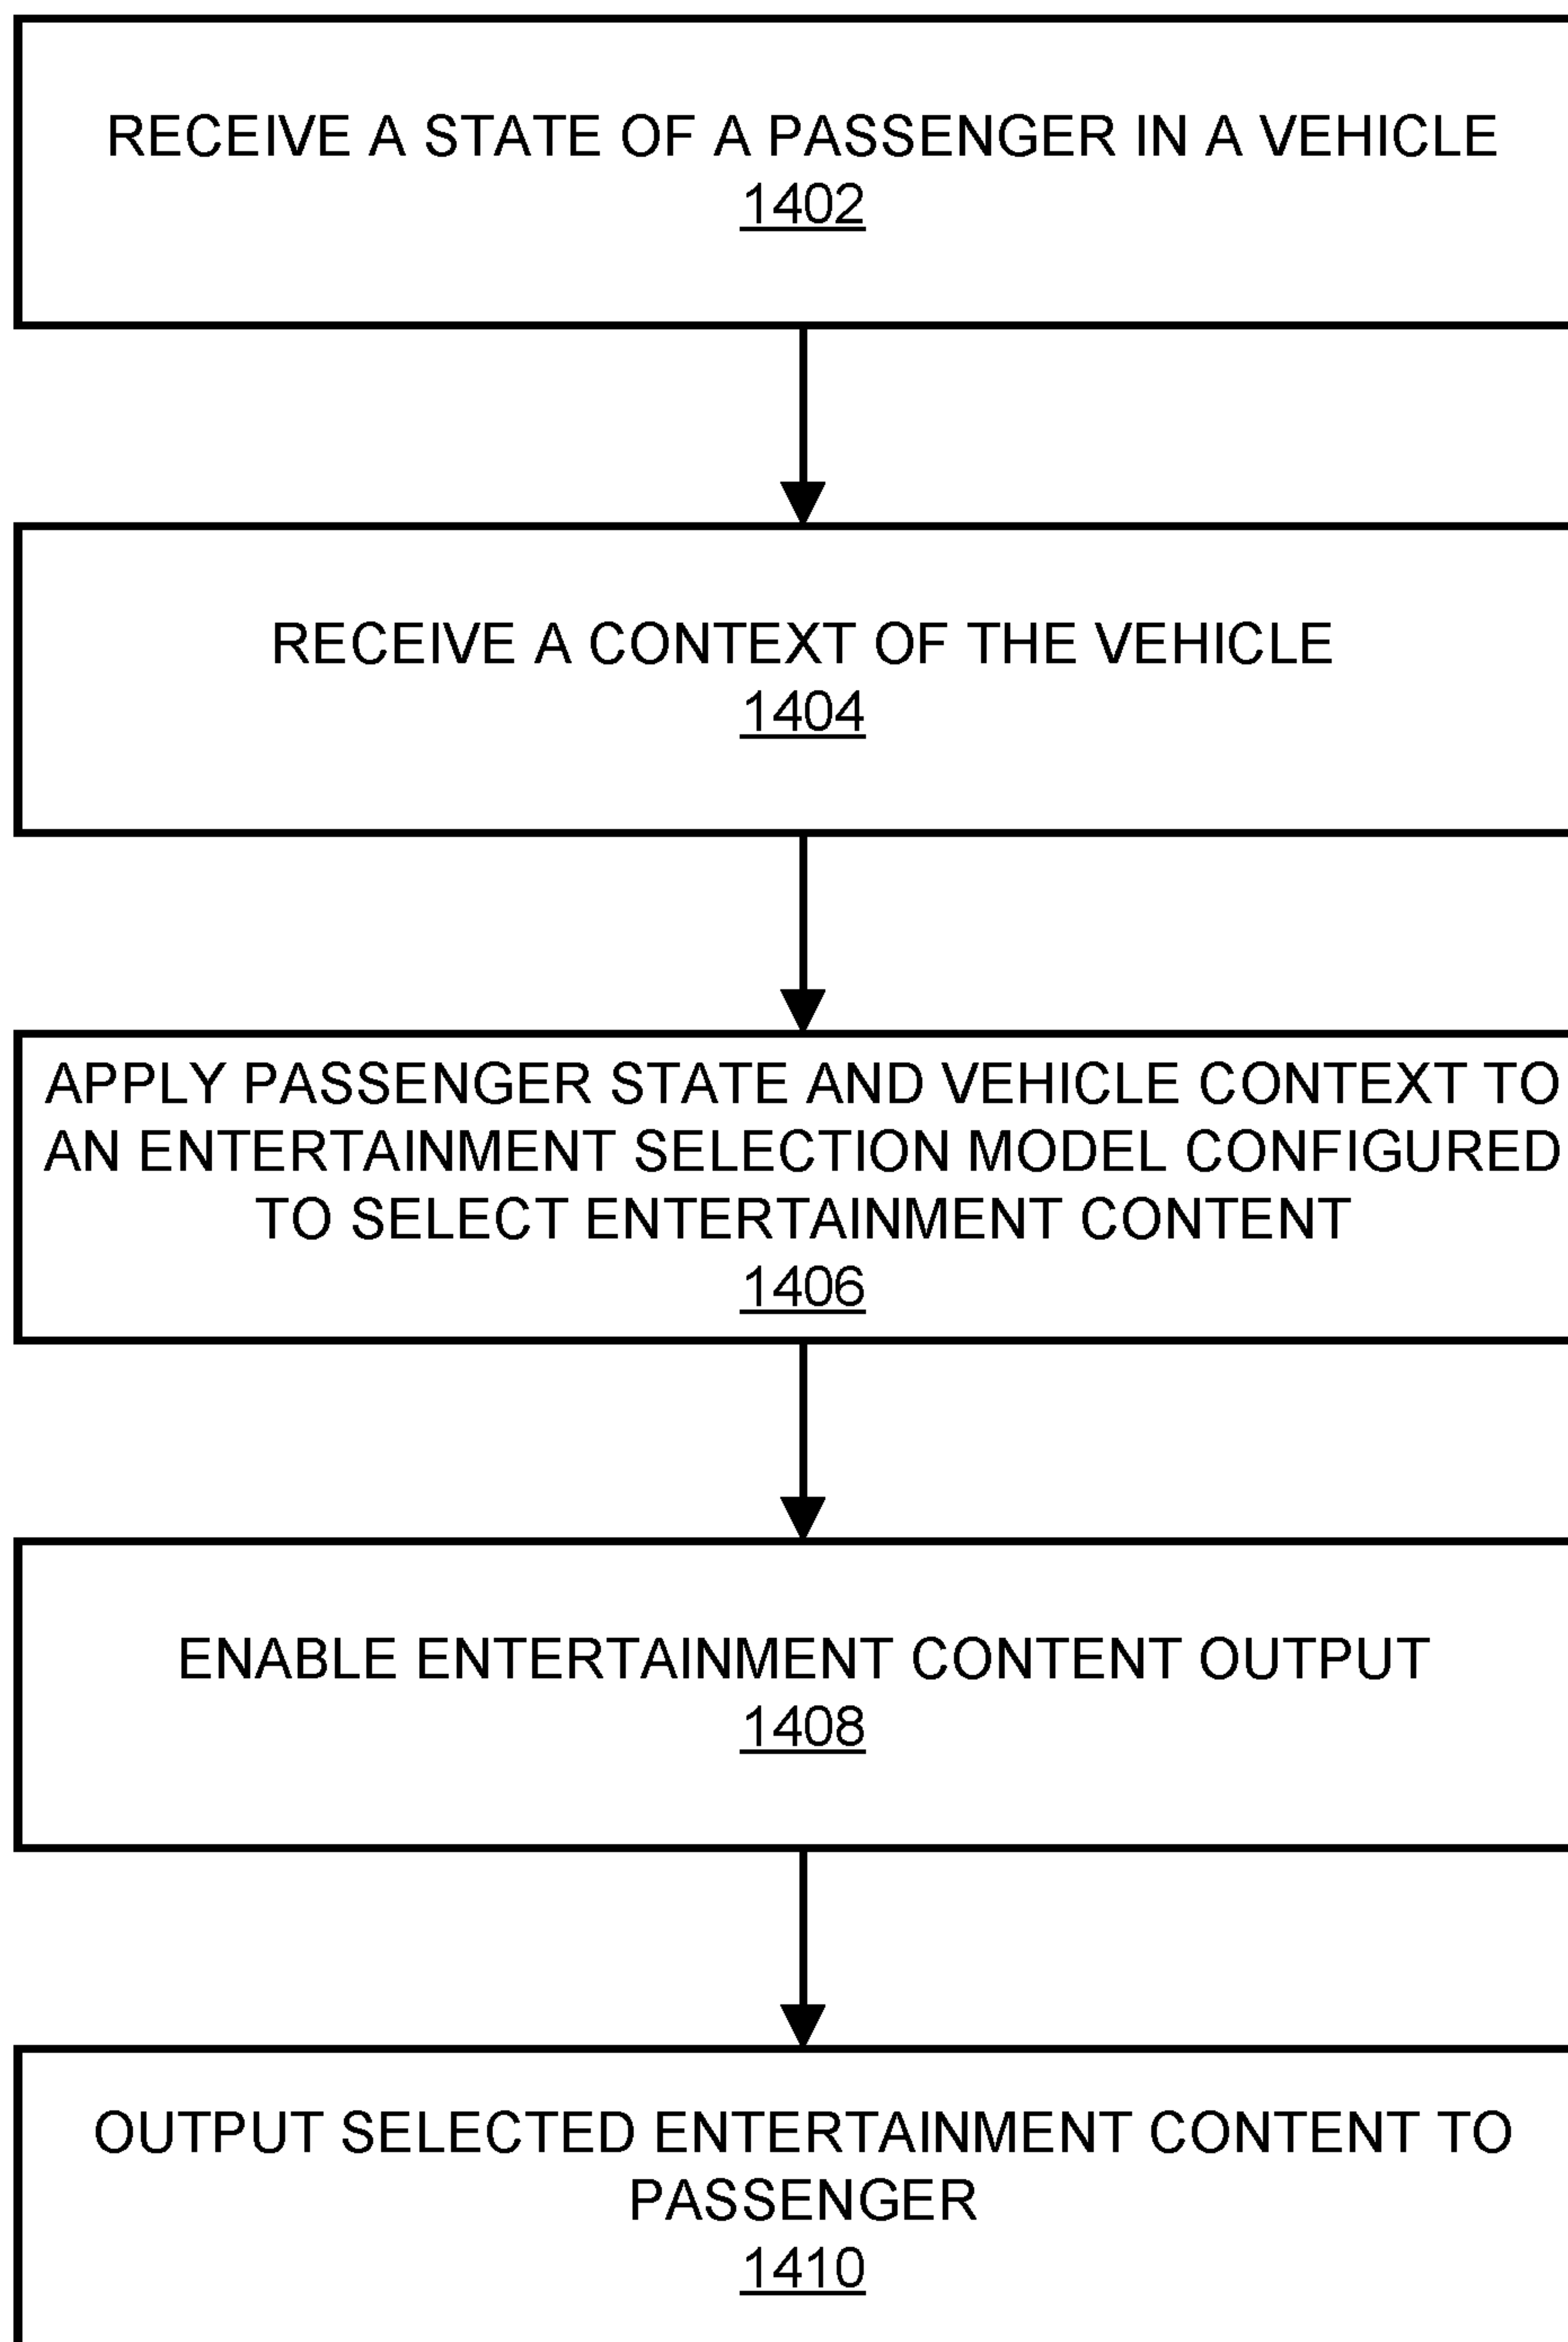 RECEIVE A STATE OF A PASSENGER IN A VEHICLE
1402
RECEIVE A CONTEXT OF THE VEHICLE
1404
APPLY PASSENGER STATE AND VEHICLE CONTEXT TO
AN ENTERTAINMENT SELECTION MODEL CONFIGURED
TO SELECT ENTERTAINMENT CONTENT
1406
ENABLE ENTERTAINMENT CONTENT OUTPUT
1408
OUTPUT SELECTED ENTERTAINMENT CONTENT TO
PASSENGER
1410